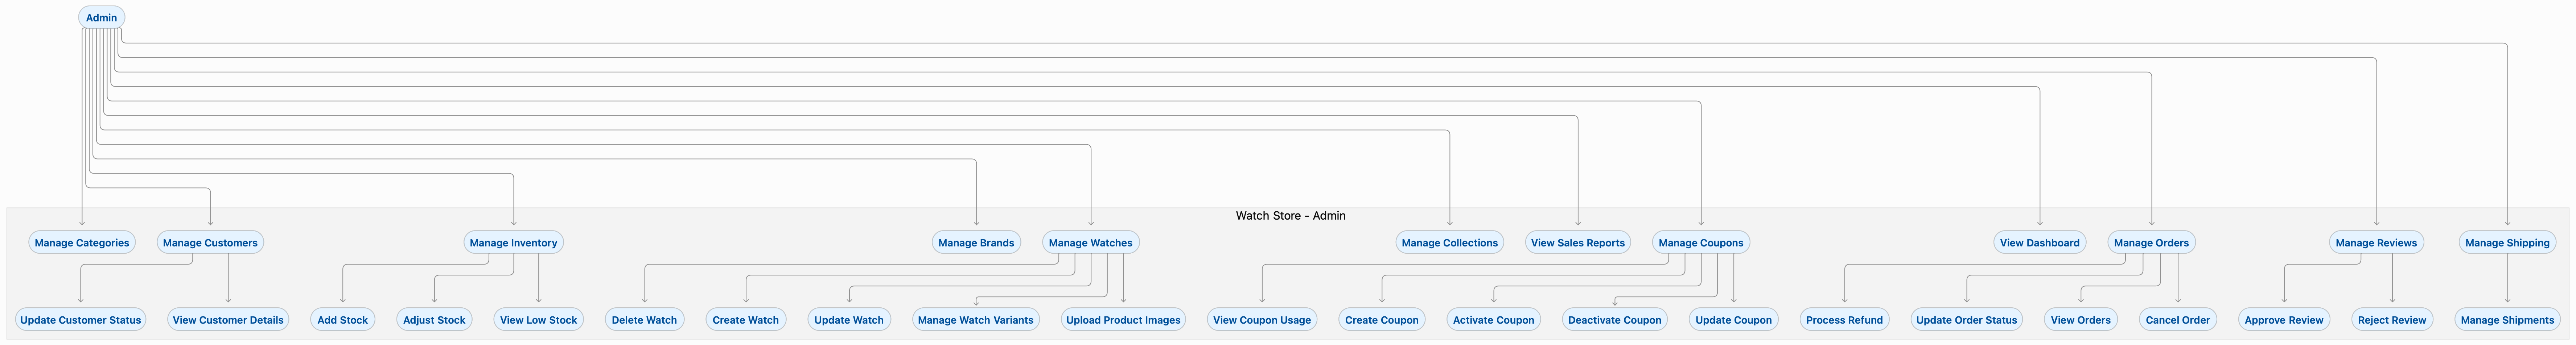 Admin
Watch Store - Admin
Manage Categories
Manage Customers
Manage Inventory
Manage Brands
Manage Watches
Manage Collections
View Sales Reports
Manage Coupons
View Dashboard
Manage Orders
Manage Reviews
Manage Shipping
Update Customer Status
View Customer Details
Add Stock
Adjust Stock
View Low Stock
Delete Watch
Create Watch
Update Watch
Manage Watch Variants
Upload Product Images
View Coupon Usage
Create Coupon
Activate Coupon
Deactivate Coupon
Update Coupon
Process Refund
Update Order Status
View Orders
Cancel Order
Approve Review
Reject Review
Manage Shipments